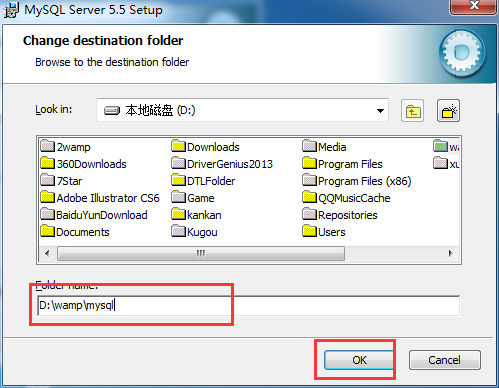 MySQL Server 5.5 Setup
Change destination folder
Browse to the destination folder
Look in:
本地磁盘 (D:)
2wamp
360Downloads
7Star
Adobe Illustrator CS6
BaiduYunDownload
Documents
Downloads
DriverGenius2013
DTLFolder
Game
kankan
Kugou
Media
Program Files
Program Files (x86)
QQMusicCache
Repositories
Users
Folder name:
D:\wamp\mysql
OK
Cancel